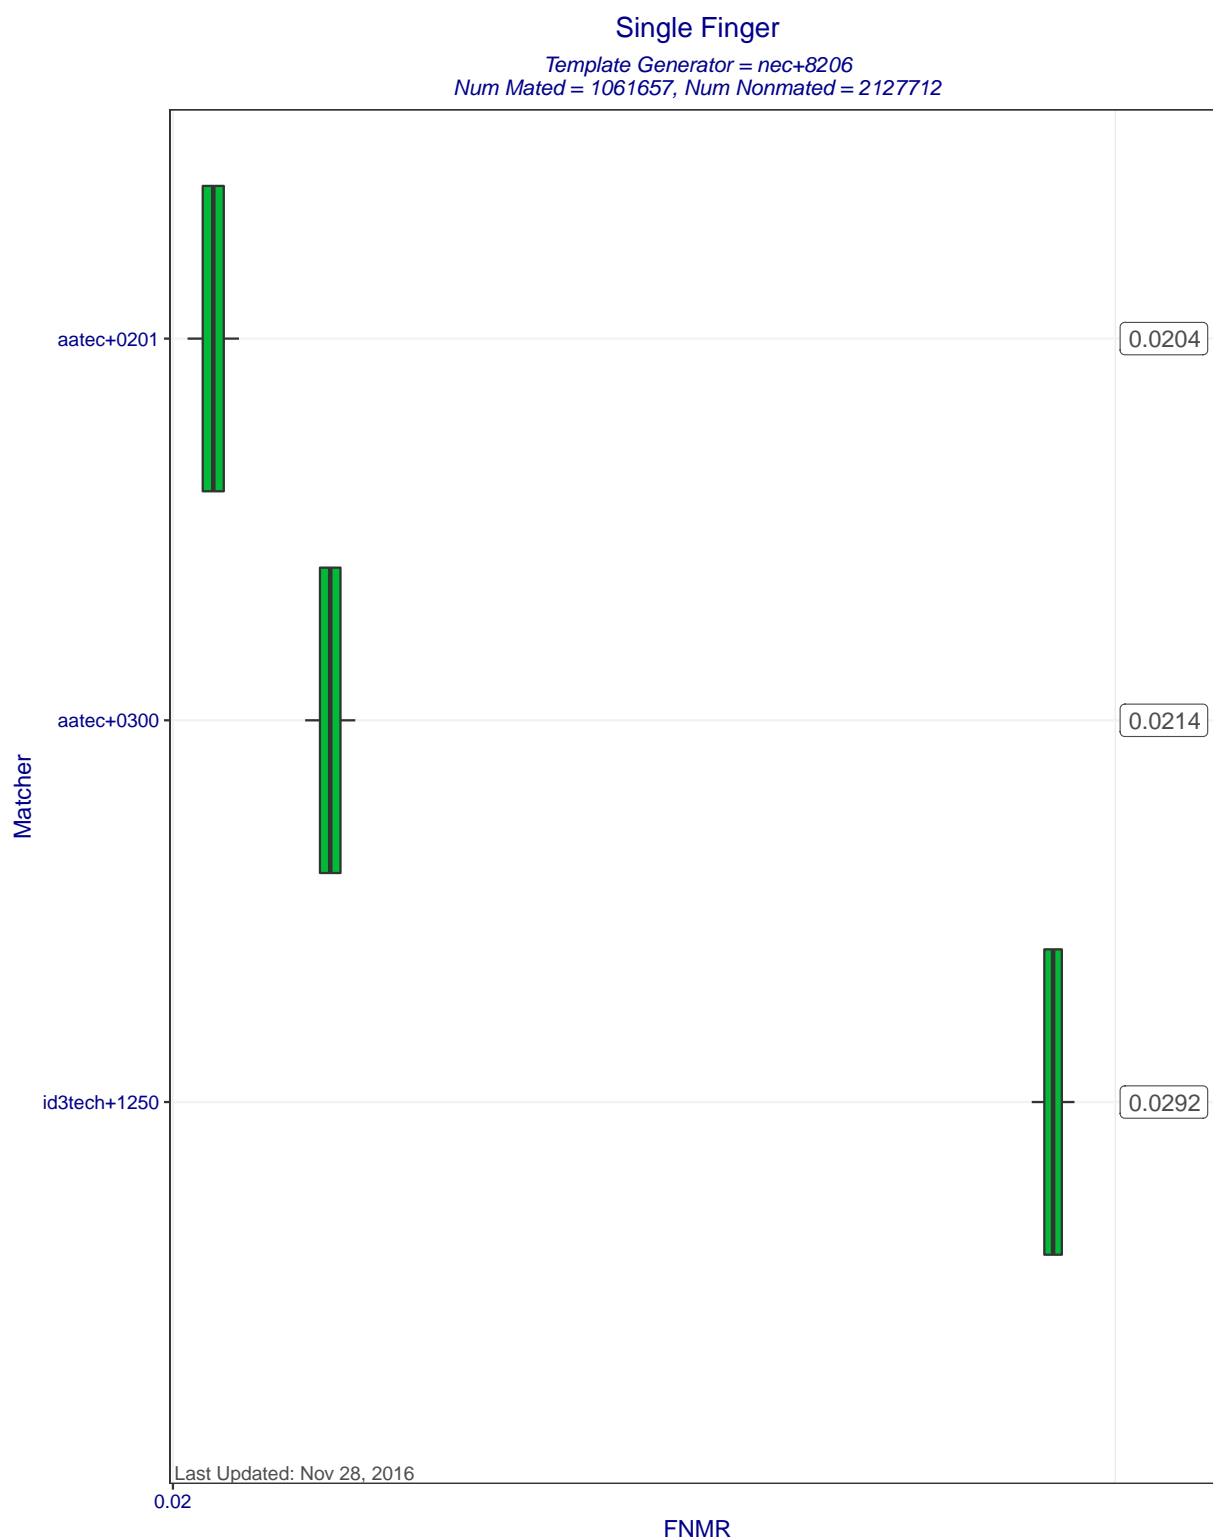 Single Finger
Template Generator = nec+8206
Num Mated = 1061657, Num Nonmated = 2127712
aatec+0201
0.0204
aatec+0300
0.0214
Matcher
id3tech+1250
0.0292
Last Updated: Nov 28, 2016
0.02
FNMR